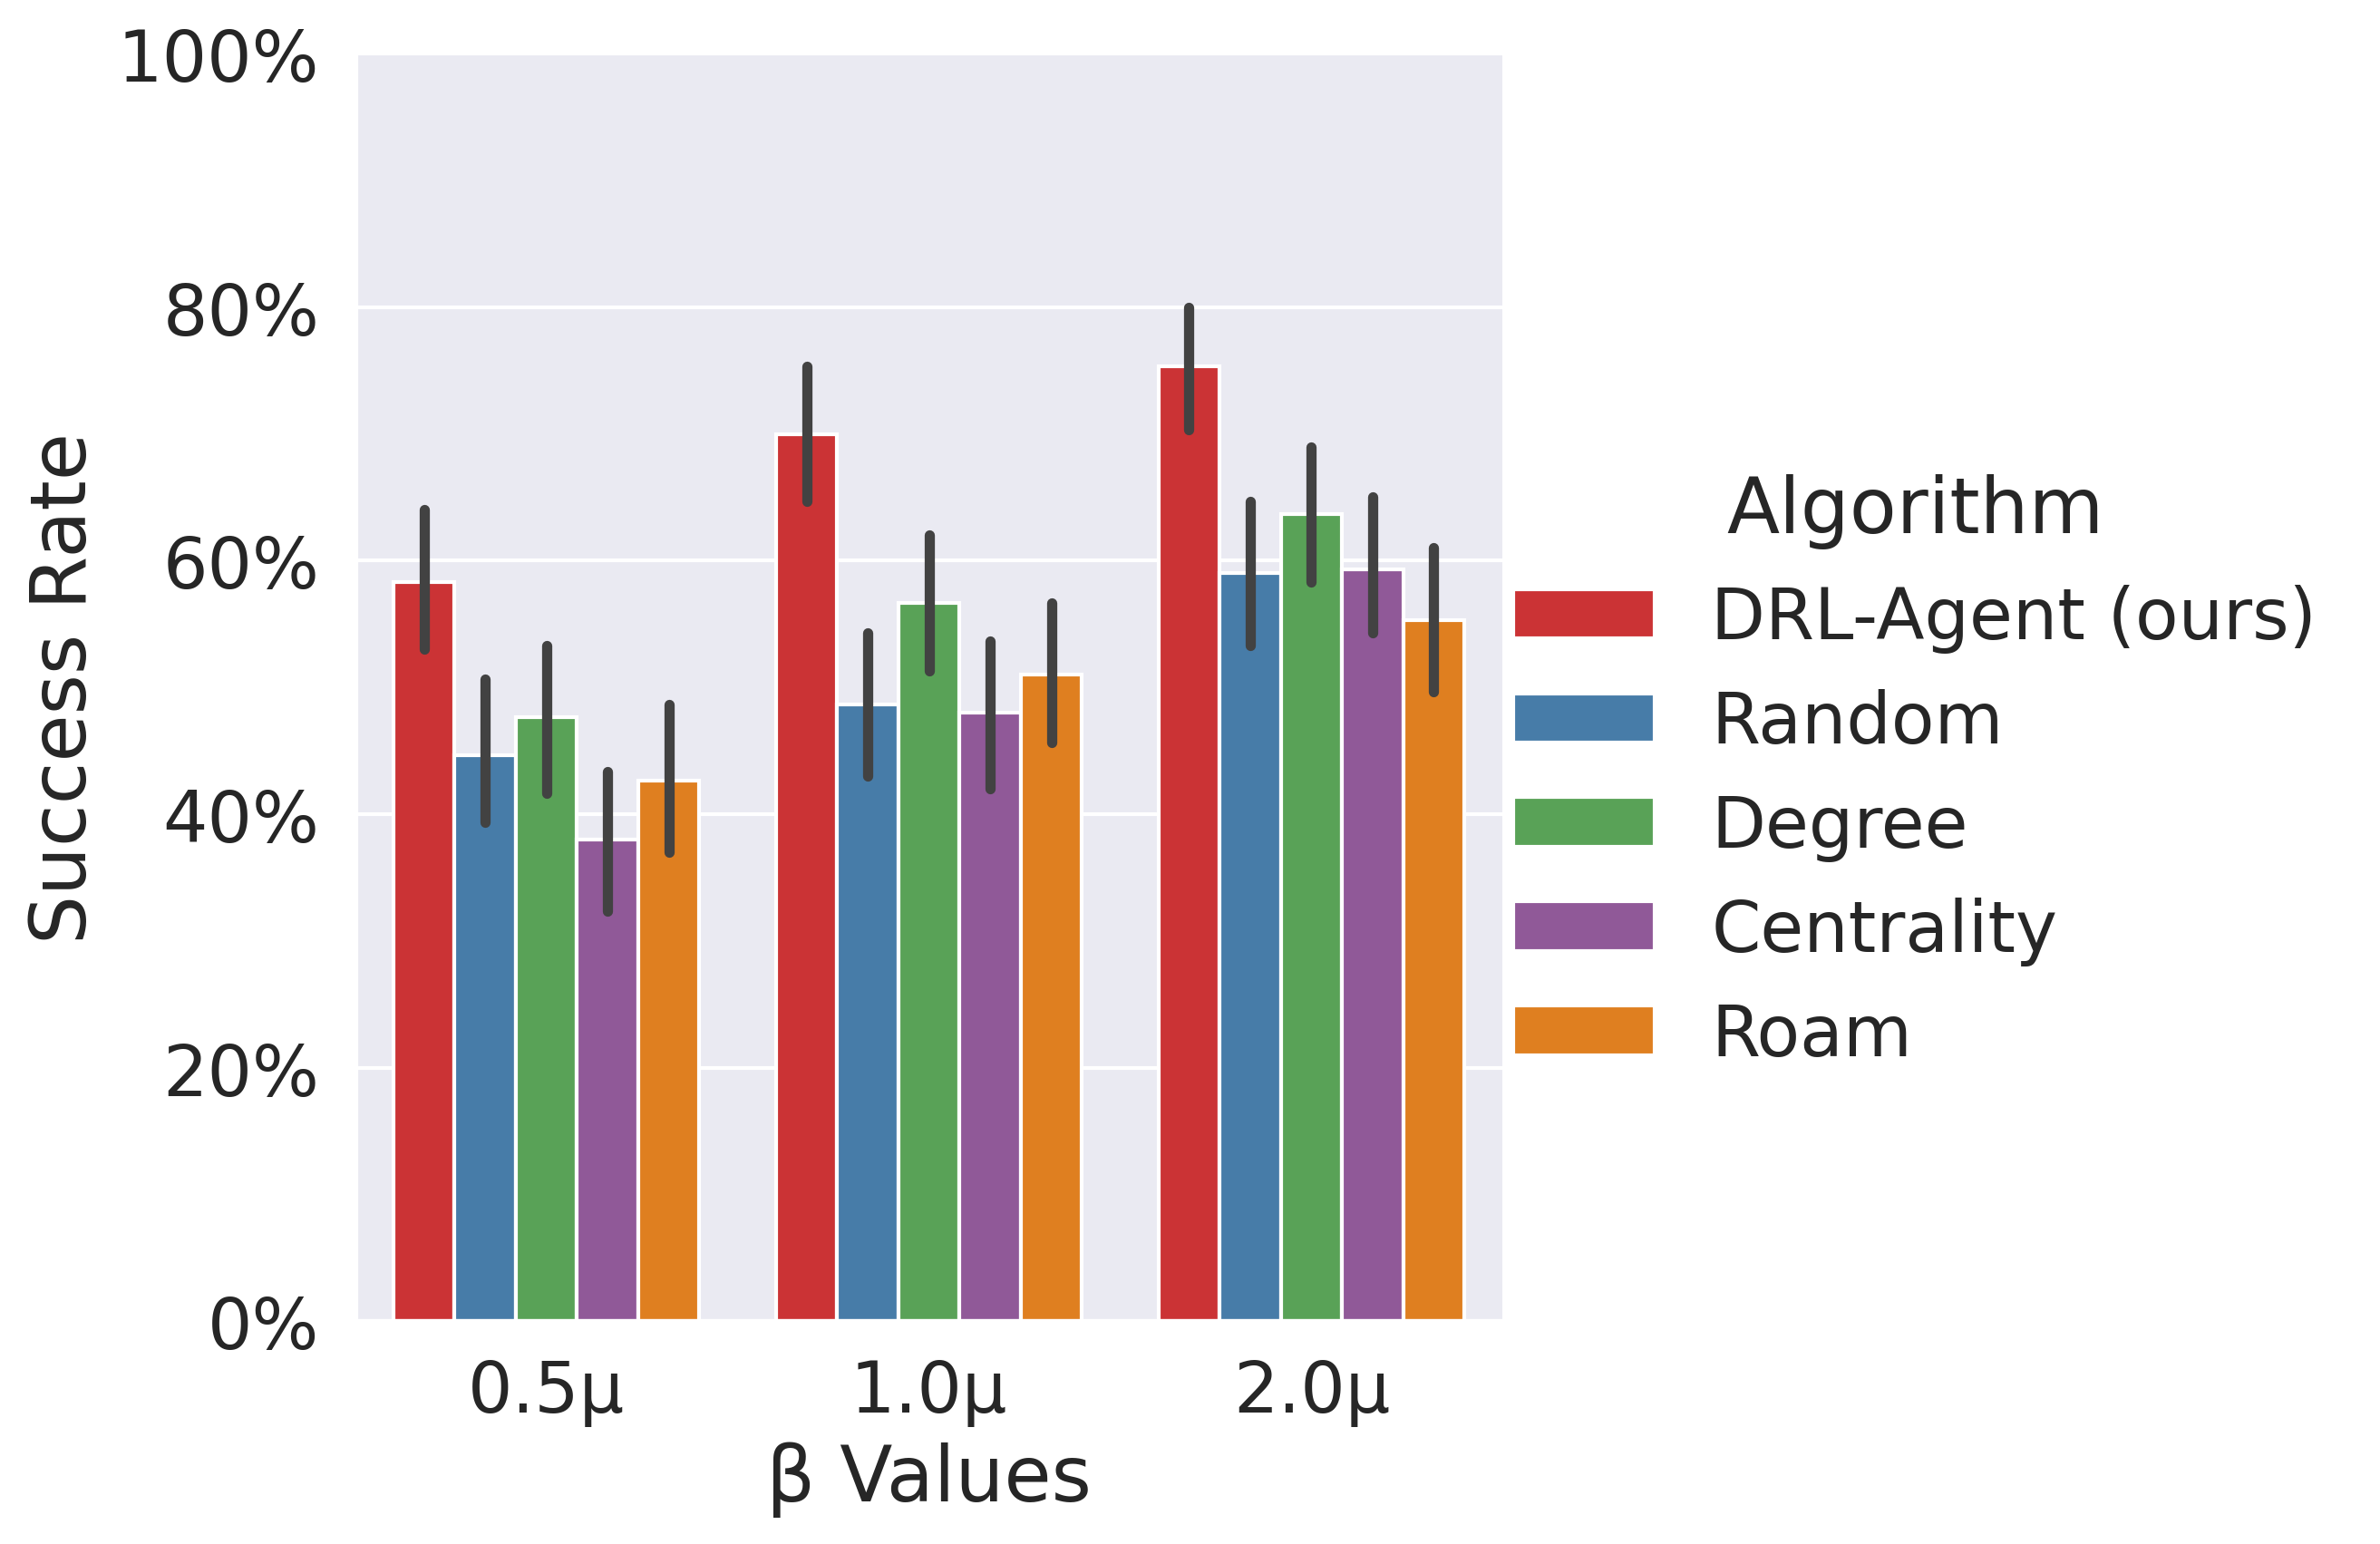 100%
80%
60%
40%
20%
0%
Success Rate
0.5μ
1.0μ
2.0μ
β Values
Algorithm
DRL-Agent (ours)
Random
Degree
Centrality
Roam